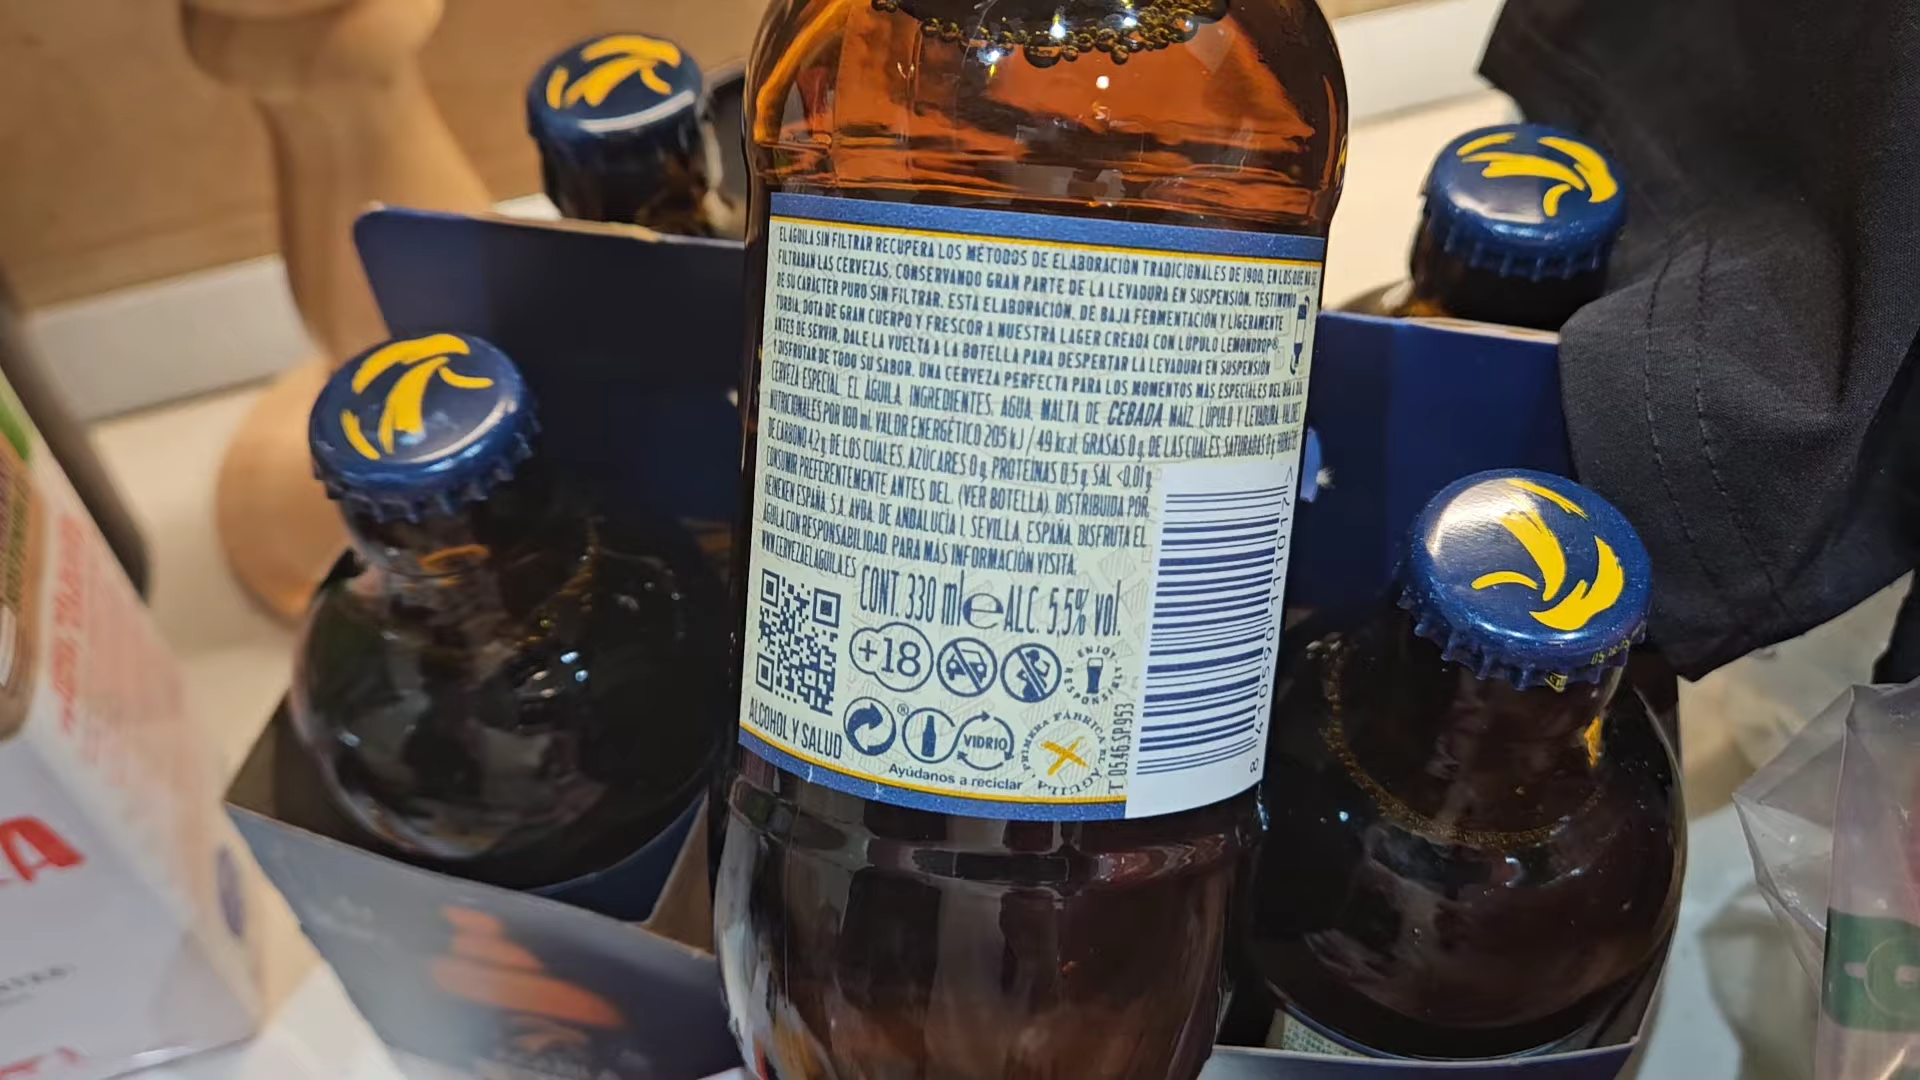 EL ÁGUILA SIN FILTRAR RECUPERA LOS MÉTODOS DE ELABORACIÓN TRADICIONALES DE 1900, EN LOS QUE NO SE
FILTRABAN LAS CERVEZAS, CONSERVANDO GRAN PARTE DE LA LEVADURA EN SUSPENSIÓN, TESTIMONIO
DE SU CARÁCTER PURO SIN FILTRAR. ESTA ELABORACIÓN, DE BAJA FERMENTACIÓN Y LIGERAMENTE
TURBIA, DOTA DE GRAN CUERPO Y FRESCOR A NUESTRA LAGER CREADA CON LÚPULO LEMONDROP®.
ANTES DE SERVIR, DALE LA VUELTA A LA BOTELLA PARA DESPERTAR LA LEVADURA EN SUSPENSIÓN
Y DISFRUTAR DE TODO SU SABOR. UNA CERVEZA PERFECTA PARA LOS MOMENTOS MÁS ESPECIALES DEL DÍA A DÍA.
CERVEZA ESPECIAL. EL ÁGUILA. INGREDIENTES: AGUA, MALTA DE CEBADA, MAÍZ, LÚPULO Y LEVADURA. VALORES
NUTRICIONALES POR 100 ml: VALOR ENERGÉTICO 205 kJ / 49 kcal, GRASAS 0 g, DE LAS CUALES: SATURADAS 0 g, HIDRATOS
DE CARBONO 4,2 g, DE LOS CUALES: AZÚCARES 0 g, PROTEÍNAS 0,5 g, SAL <0,01 g.
CONSUMIR PREFERENTEMENTE ANTES DEL: (VER BOTELLA). DISTRIBUIDA POR:
HEINEKEN ESPAÑA, S.A. AVDA. DE ANDALUCÍA 1, SEVILLA, ESPAÑA. DISFRUTA EL
ÁGUILA CON RESPONSABILIDAD. PARA MÁS INFORMACIÓN VISITA:
WWW.CERVEZAELAGUILA.ES
CONT. 330 ml e ALC. 5,5% vol.
+18
ENJOY RESPONSIBLY
ALCOHOL Y SALUD
®
VIDRIO
Ayúdanos a reciclar
PRIMERA FÁBRICA EL ÁGUILA
T 05.46.SP.953
8 410590 111017 >